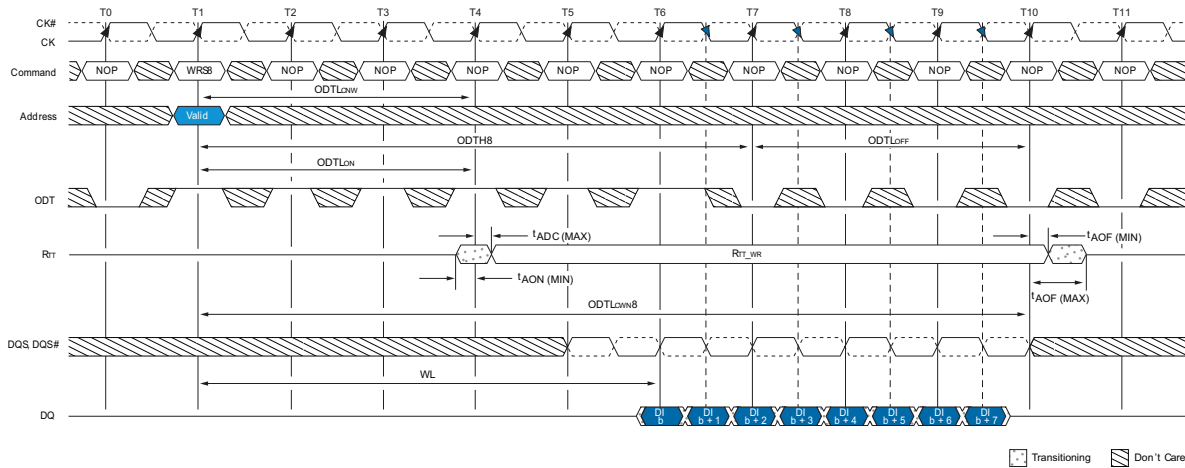 T0 T1 T2 T3 T4 T5 T6 T7 T8 T9 T10 T11
CK#
CK
Command NOP WRS8 NOP NOP NOP NOP NOP NOP NOP NOP NOP NOP
ODTLCNW
Address Valid
ODTH8 ODTLOFF
ODTLON
ODT
tADC (MAX) tAOF (MIN)
RTT RTT_WR
tAON (MIN) tAOF (MAX)
ODTLCWN8
DQS, DQS#
WL
DQ DI b DI b + 1 DI b + 2 DI b + 3 DI b + 4 DI b + 5 DI b + 6 DI b + 7
Transitioning Don't Care